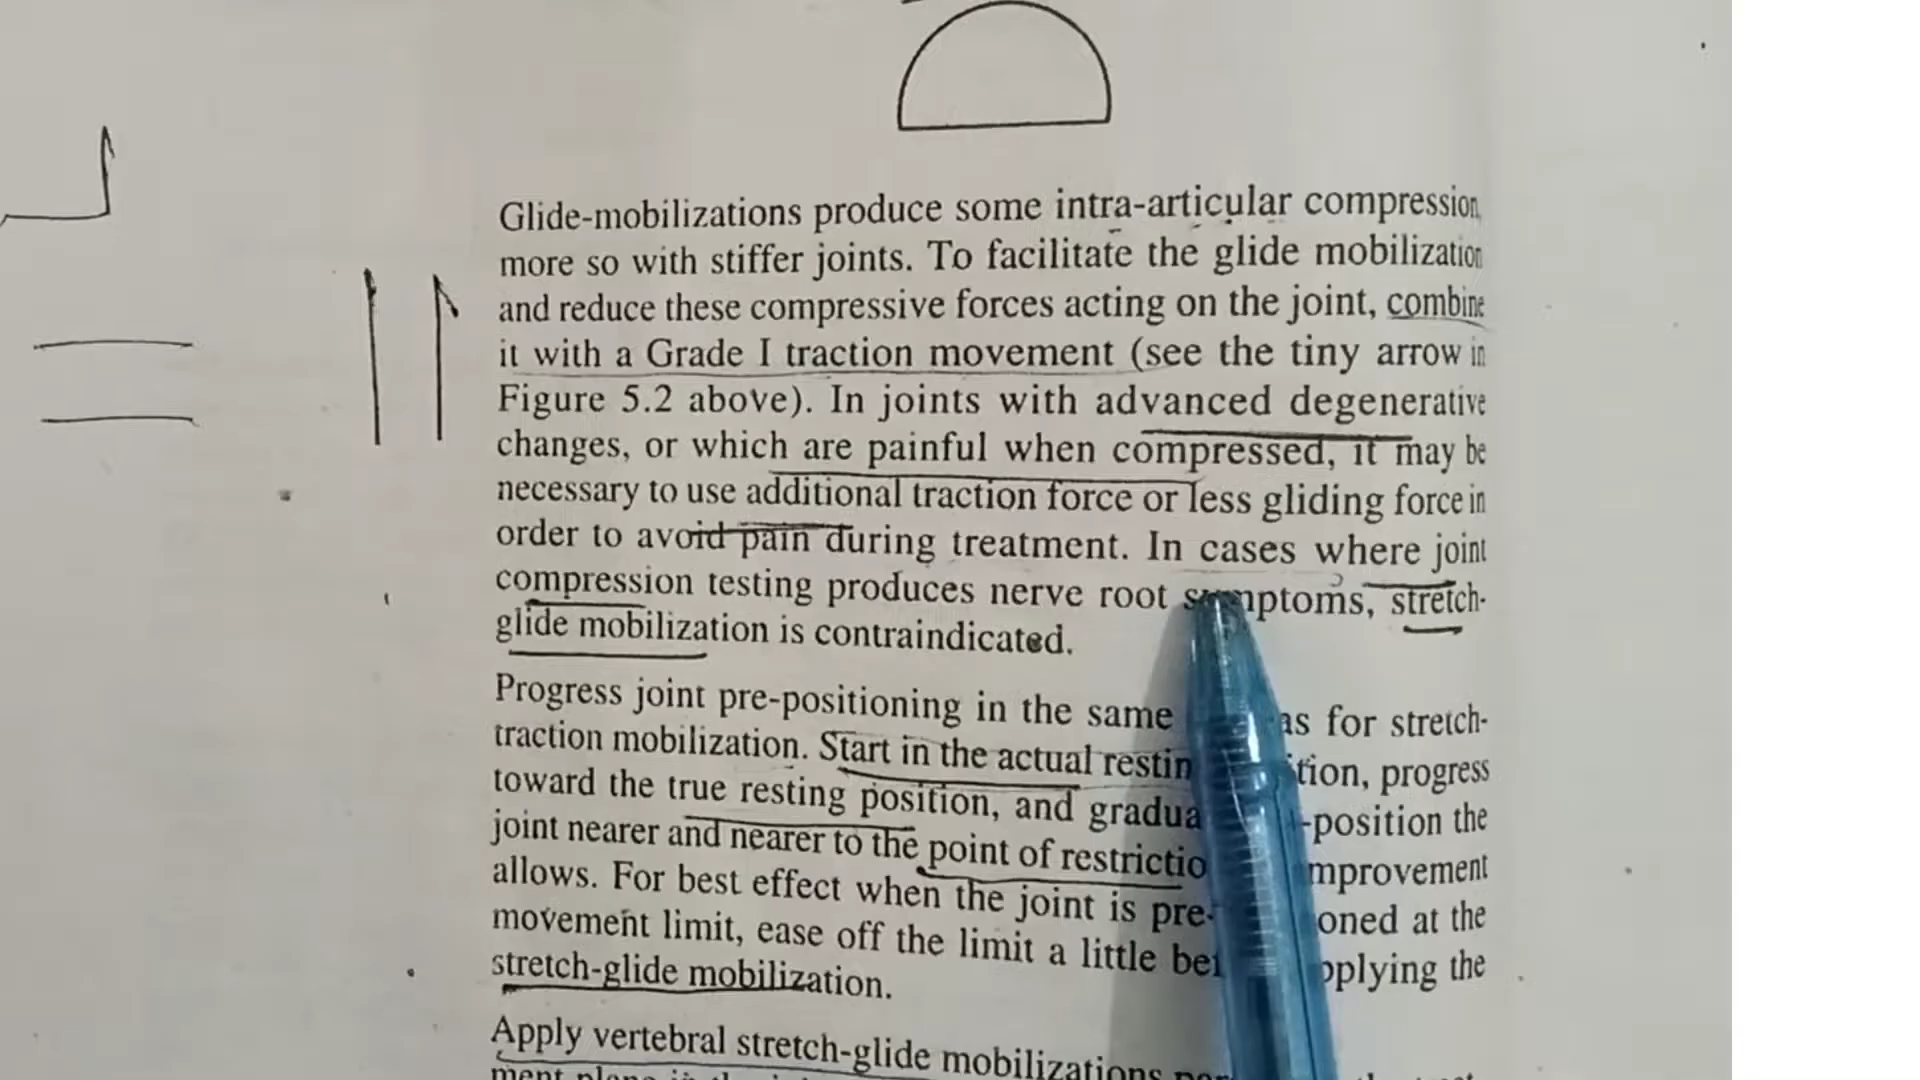 Glide-mobilizations produce some intra-articular compression,
more so with stiffer joints. To facilitate the glide mobilization
and reduce these compressive forces acting on the joint, combine
it with a Grade I traction movement (see the tiny arrow in
Figure 5.2 above). In joints with advanced degenerative
changes, or which are painful when compressed, it may be
necessary to use additional traction force or less gliding force in
order to avoid pain during treatment. In cases where joint
compression testing produces nerve root symptoms, stretch-
glide mobilization is contraindicated.
Progress joint pre-positioning in the same as for stretch-
traction mobilization. Start in the actual restin tion, progress
toward the true resting position, and gradua -position the
joint nearer and nearer to the point of restrictio mprovement
allows. For best effect when the joint is pre- oned at the
movement limit, ease off the limit a little be pplying the
stretch-glide mobilization.
Apply vertebral stretch-glide mobilizations